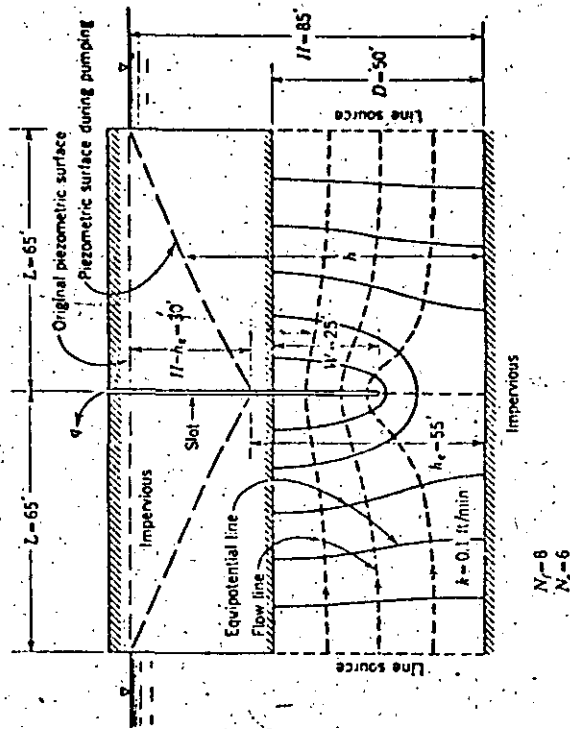 L=65'
L=65'
Original piezometric surface
Piezometric surface during pumping
Impervious
Slot
H-hₑ=30'
H=85'
D=50'
W=25'
h
hₑ=55'
Equipotential line
Flow line
Line source
Line source
k=0.1 ft/min
Impervious
N_f=8
Nₑ=6